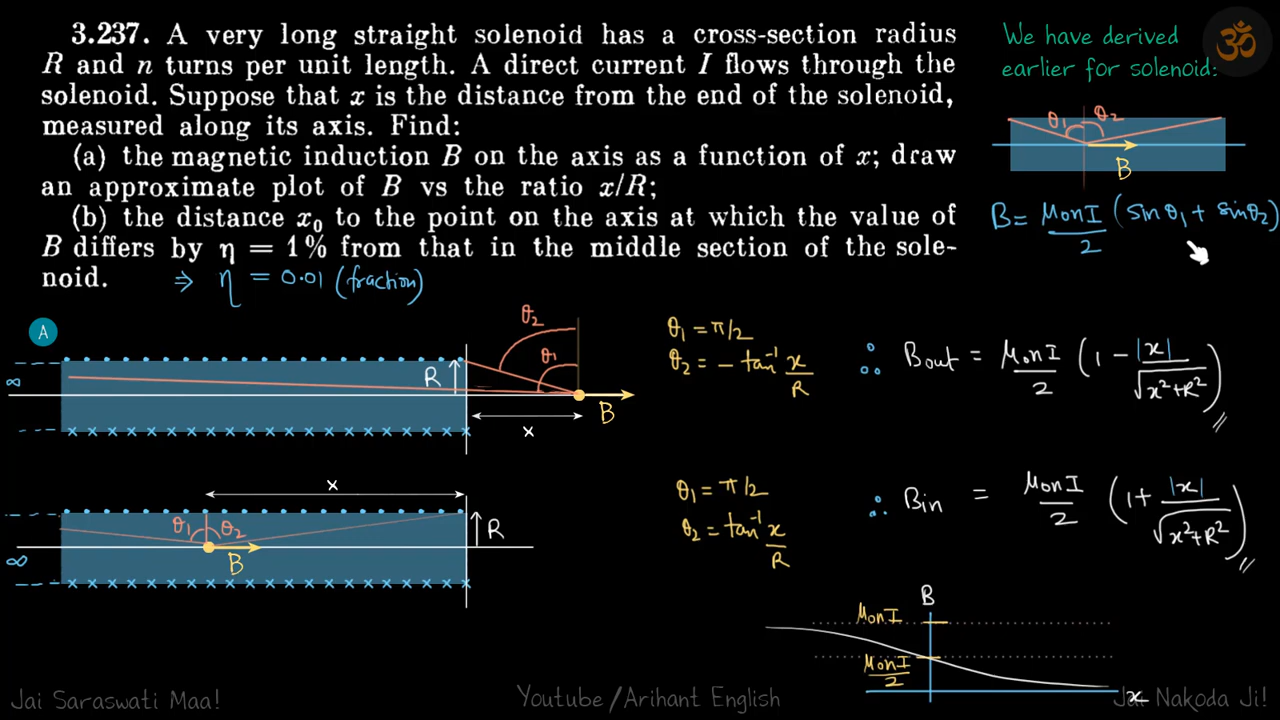 3.237. A very long straight solenoid has a cross-section radius
R and n turns per unit length. A direct current I flows through the
solenoid. Suppose that x is the distance from the end of the solenoid,
measured along its axis. Find:
(a) the magnetic induction B on the axis as a function of x; draw
an approximate plot of B vs the ratio x/R;
(b) the distance x₀ to the point on the axis at which the value of
B differs by η = 1% from that in the middle section of the sole-
noid.
⇒ η = 0.01 (fraction)
We have derived
earlier for solenoid:
ॐ
θ₁ θ₂
B
B = μ₀nI/2 (sinθ₁ + sinθ₂)
A
∞
R
θ₂
θ₁
B
x
θ₁ = π/2
θ₂ = - tan⁻¹ x/R
∴ Bout = μ₀nI/2 (1 - |x|/√x²+R²)
x
∞
θ₁ θ₂
R
B
θ₁ = π/2
θ₂ = tan⁻¹ x/R
∴ Bin = μ₀nI/2 (1 + |x|/√x²+R²)
B
μ₀nI
μ₀nI/2
x
Jai Saraswati Maa!
Youtube/Arihant English
Jai Nakoda Ji!